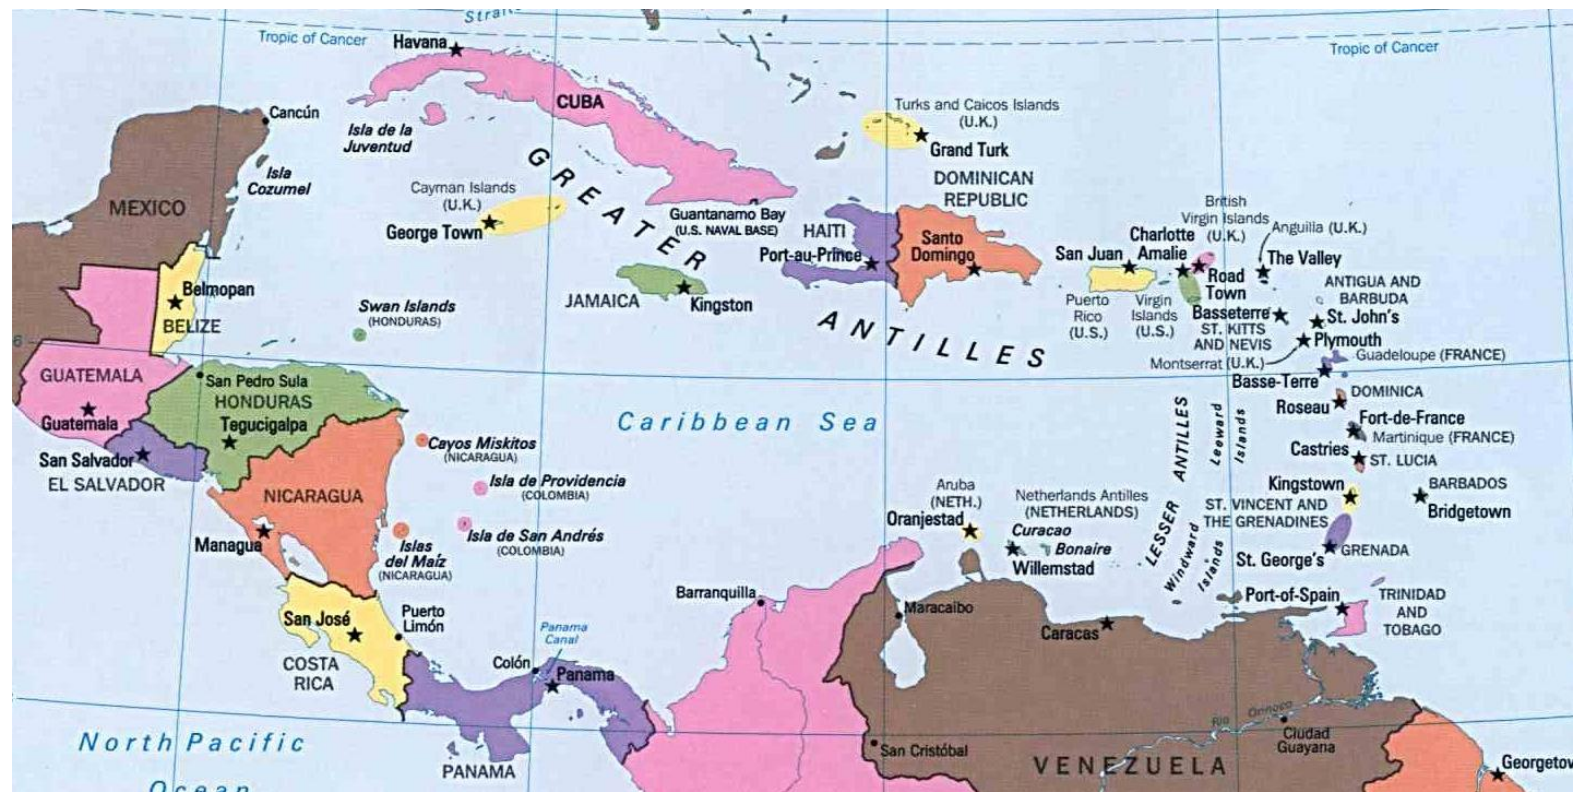 Straits
Tropic of Cancer
Havana
Tropic of Cancer
CUBA
Cancún
Isla de la
Juventud
Isla
Cozumel
Turks and Caicos Islands
(U.K.)
Grand Turk
GREATER
ANTILLES
MEXICO
Cayman Islands
(U.K.)
George Town
Guantanamo Bay
(U.S. NAVAL BASE)
HAITI
Port-au-Prince
DOMINICAN
REPUBLIC
Santo
Domingo
San Juan
Charlotte
Amalie
British
Virgin Islands
(U.K.)
Anguilla (U.K.)
The Valley
Road
Town
Puerto
Rico
(U.S.)
Virgin
Islands
(U.S.)
ANTIGUA AND
BARBUDA
St. John's
Basseterre
ST. KITTS
AND NEVIS
Plymouth
Montserrat (U.K.)
Guadeloupe (FRANCE)
Basse-Terre
DOMINICA
Roseau
Fort-de-France
Martinique (FRANCE)
Castries
ST. LUCIA
Kingstown
ST. VINCENT AND
THE GRENADINES
BARBADOS
Bridgetown
St. George's
GRENADA
LESSER ANTILLES
Leeward
Islands
Windward
Islands
Belmopan
BELIZE
JAMAICA
Kingston
Swan Islands
(HONDURAS)
6
GUATEMALA
Guatemala
San Pedro Sula
HONDURAS
Tegucigalpa
San Salvador
EL SALVADOR
Caribbean Sea
Cayos Miskitos
(NICARAGUA)
Isla de Providencia
(COLOMBIA)
Isla de San Andrés
(COLOMBIA)
Islas
del Maíz
(NICARAGUA)
NICARAGUA
Managua
Aruba
(NETH.)
Oranjestad
Netherlands Antilles
(NETHERLANDS)
Curacao
Bonaire
Willemstad
San José
Puerto
Limón
COSTA
RICA
Panama
Canal
Colón
Panama
PANAMA
Barranquilla
Maracaibo
Caracas
Port-of-Spain
TRINIDAD
AND
TOBAGO
San Cristóbal
VENEZUELA
Rio Orinoco
Ciudad
Guayana
Georgetow
North Pacific
Ocean